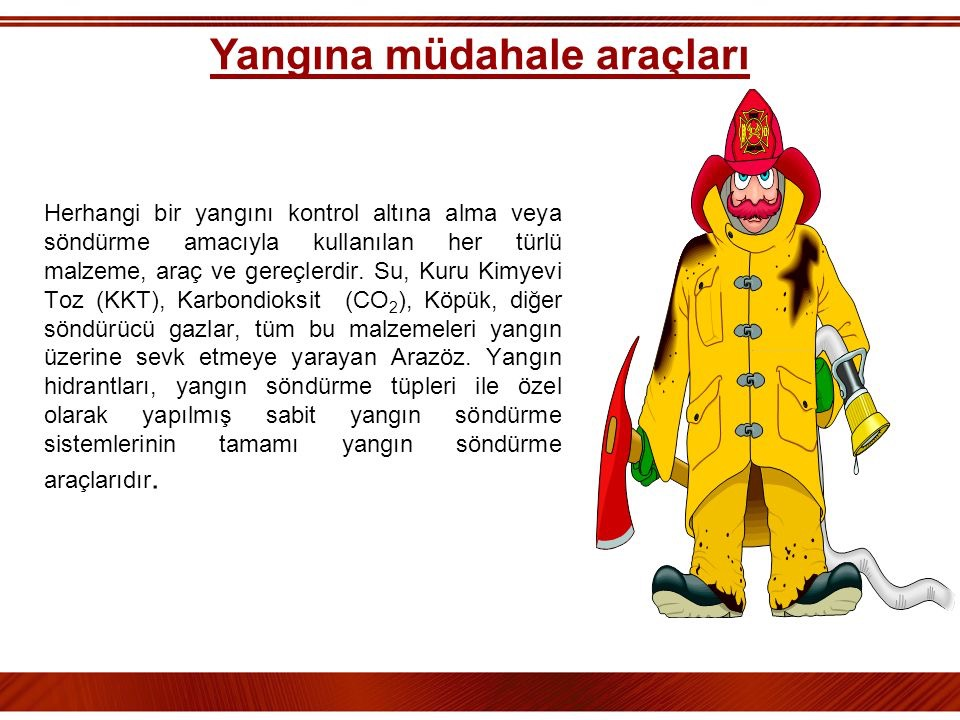 Yangına müdahale araçları
Herhangi bir yangını kontrol altına alma veya
söndürme amacıyla kullanılan her türlü
malzeme, araç ve gereçlerdir. Su, Kuru Kimyevi
Toz (KKT), Karbondioksit (CO₂), Köpük, diğer
söndürücü gazlar, tüm bu malzemeleri yangın
üzerine sevk etmeye yarayan Arazöz. Yangın
hidrantları, yangın söndürme tüpleri ile özel
olarak yapılmış sabit yangın söndürme
sistemlerinin tamamı yangın söndürme
araçlarıdır.